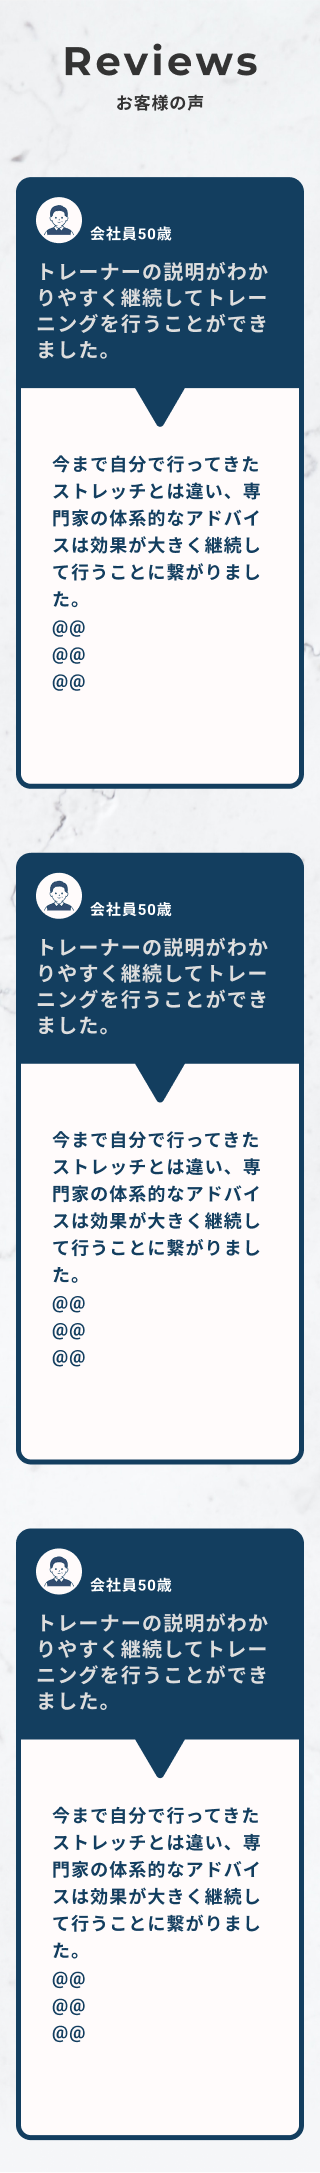 Reviews
お客様の声
会社員50歳
トレーナーの説明がわか
りやすく継続してトレー
ニングを行うことができ
ました。
今まで自分で行ってきた
ストレッチとは違い、専
門家の体系的なアドバイ
スは効果が大きく継続し
て行うことに繋がりまし
た。
@@
@@
@@
会社員50歳
トレーナーの説明がわか
りやすく継続してトレー
ニングを行うことができ
ました。
今まで自分で行ってきた
ストレッチとは違い、専
門家の体系的なアドバイ
スは効果が大きく継続し
て行うことに繋がりまし
た。
@@
@@
@@
会社員50歳
トレーナーの説明がわか
りやすく継続してトレー
ニングを行うことができ
ました。
今まで自分で行ってきた
ストレッチとは違い、専
門家の体系的なアドバイ
スは効果が大きく継続し
て行うことに繋がりまし
た。
@@
@@
@@